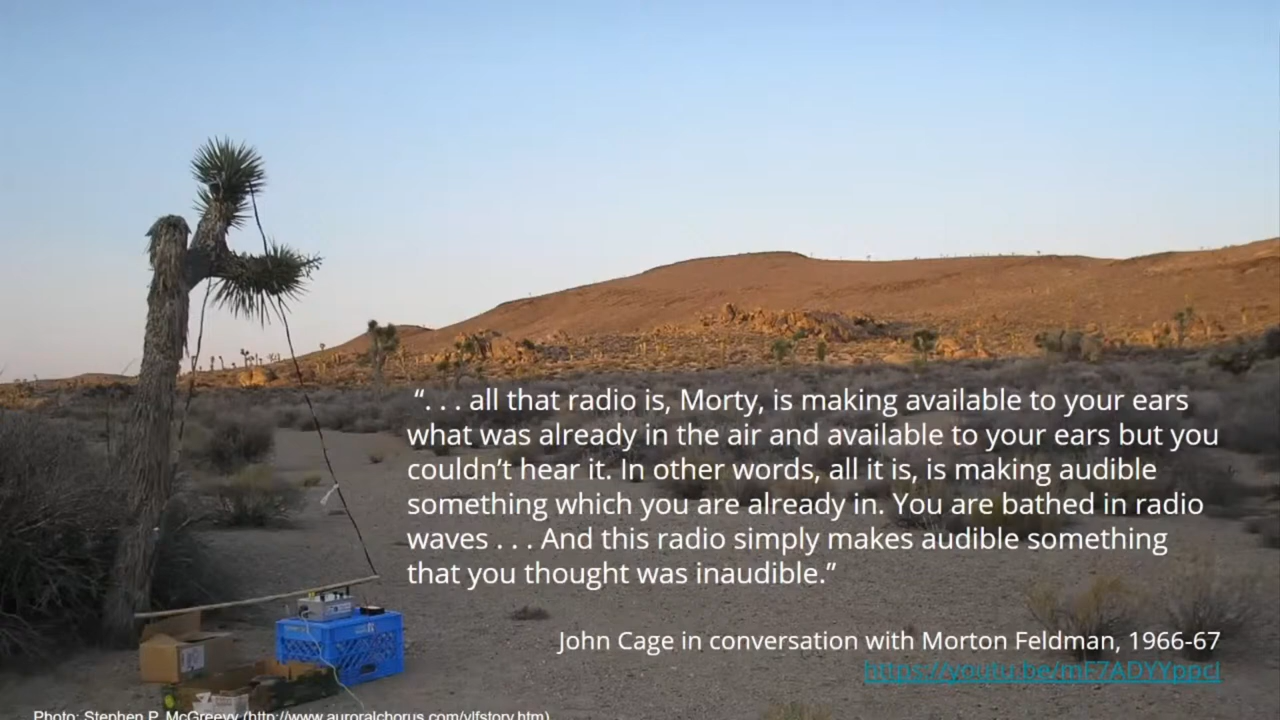 “. . . all that radio is, Morty, is making available to your ears
what was already in the air and available to your ears but you
couldn’t hear it. In other words, all it is, is making audible
something which you are already in. You are bathed in radio
waves . . . And this radio simply makes audible something
that you thought was inaudible.”
John Cage in conversation with Morton Feldman, 1966-67
https://youtu.be/mE7ADYYppcI
Photo: Stephen P. McGreevy (http://www.auroralchorus.com/vlfstory.htm)